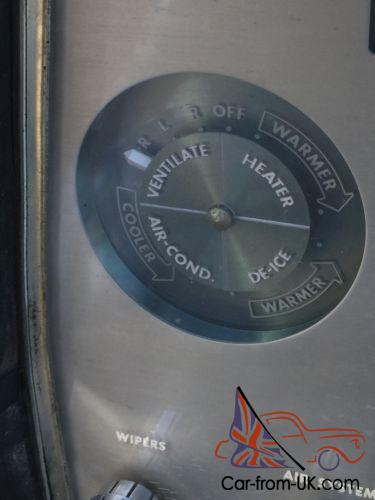 R L R OFF
WARMER
VENTILATE
HEATER
COOLER
AIR-COND.
DE-ICE
WARMER
WIPERS
Car-from-UK.com